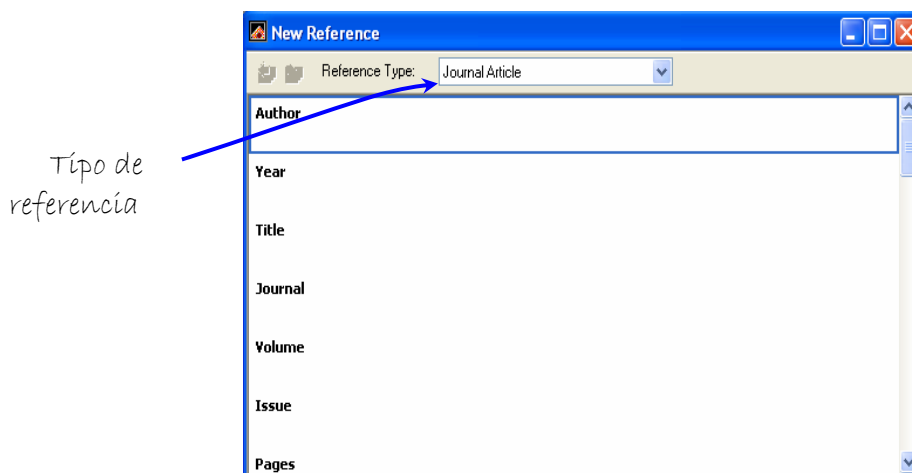 New Reference
Reference Type: Journal Article
Author
Tipo de
referencia
Year
Title
Journal
Volume
Issue
Pages